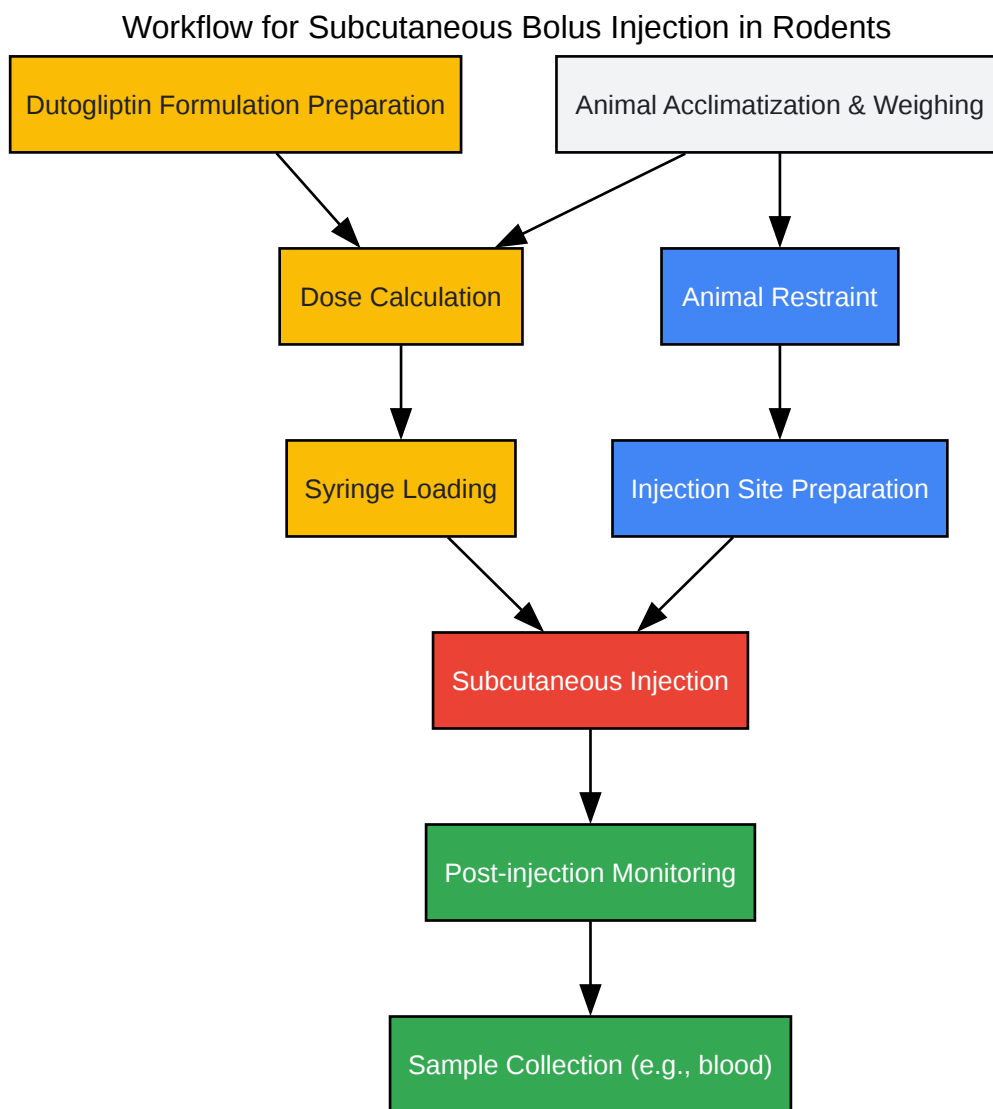 Workflow for Subcutaneous Bolus Injection in Rodents
Dutogliptin Formulation Preparation
Animal Acclimatization & Weighing
Dose Calculation
Animal Restraint
Syringe Loading
Injection Site Preparation
Subcutaneous Injection
Post-injection Monitoring
Sample Collection (e.g., blood)